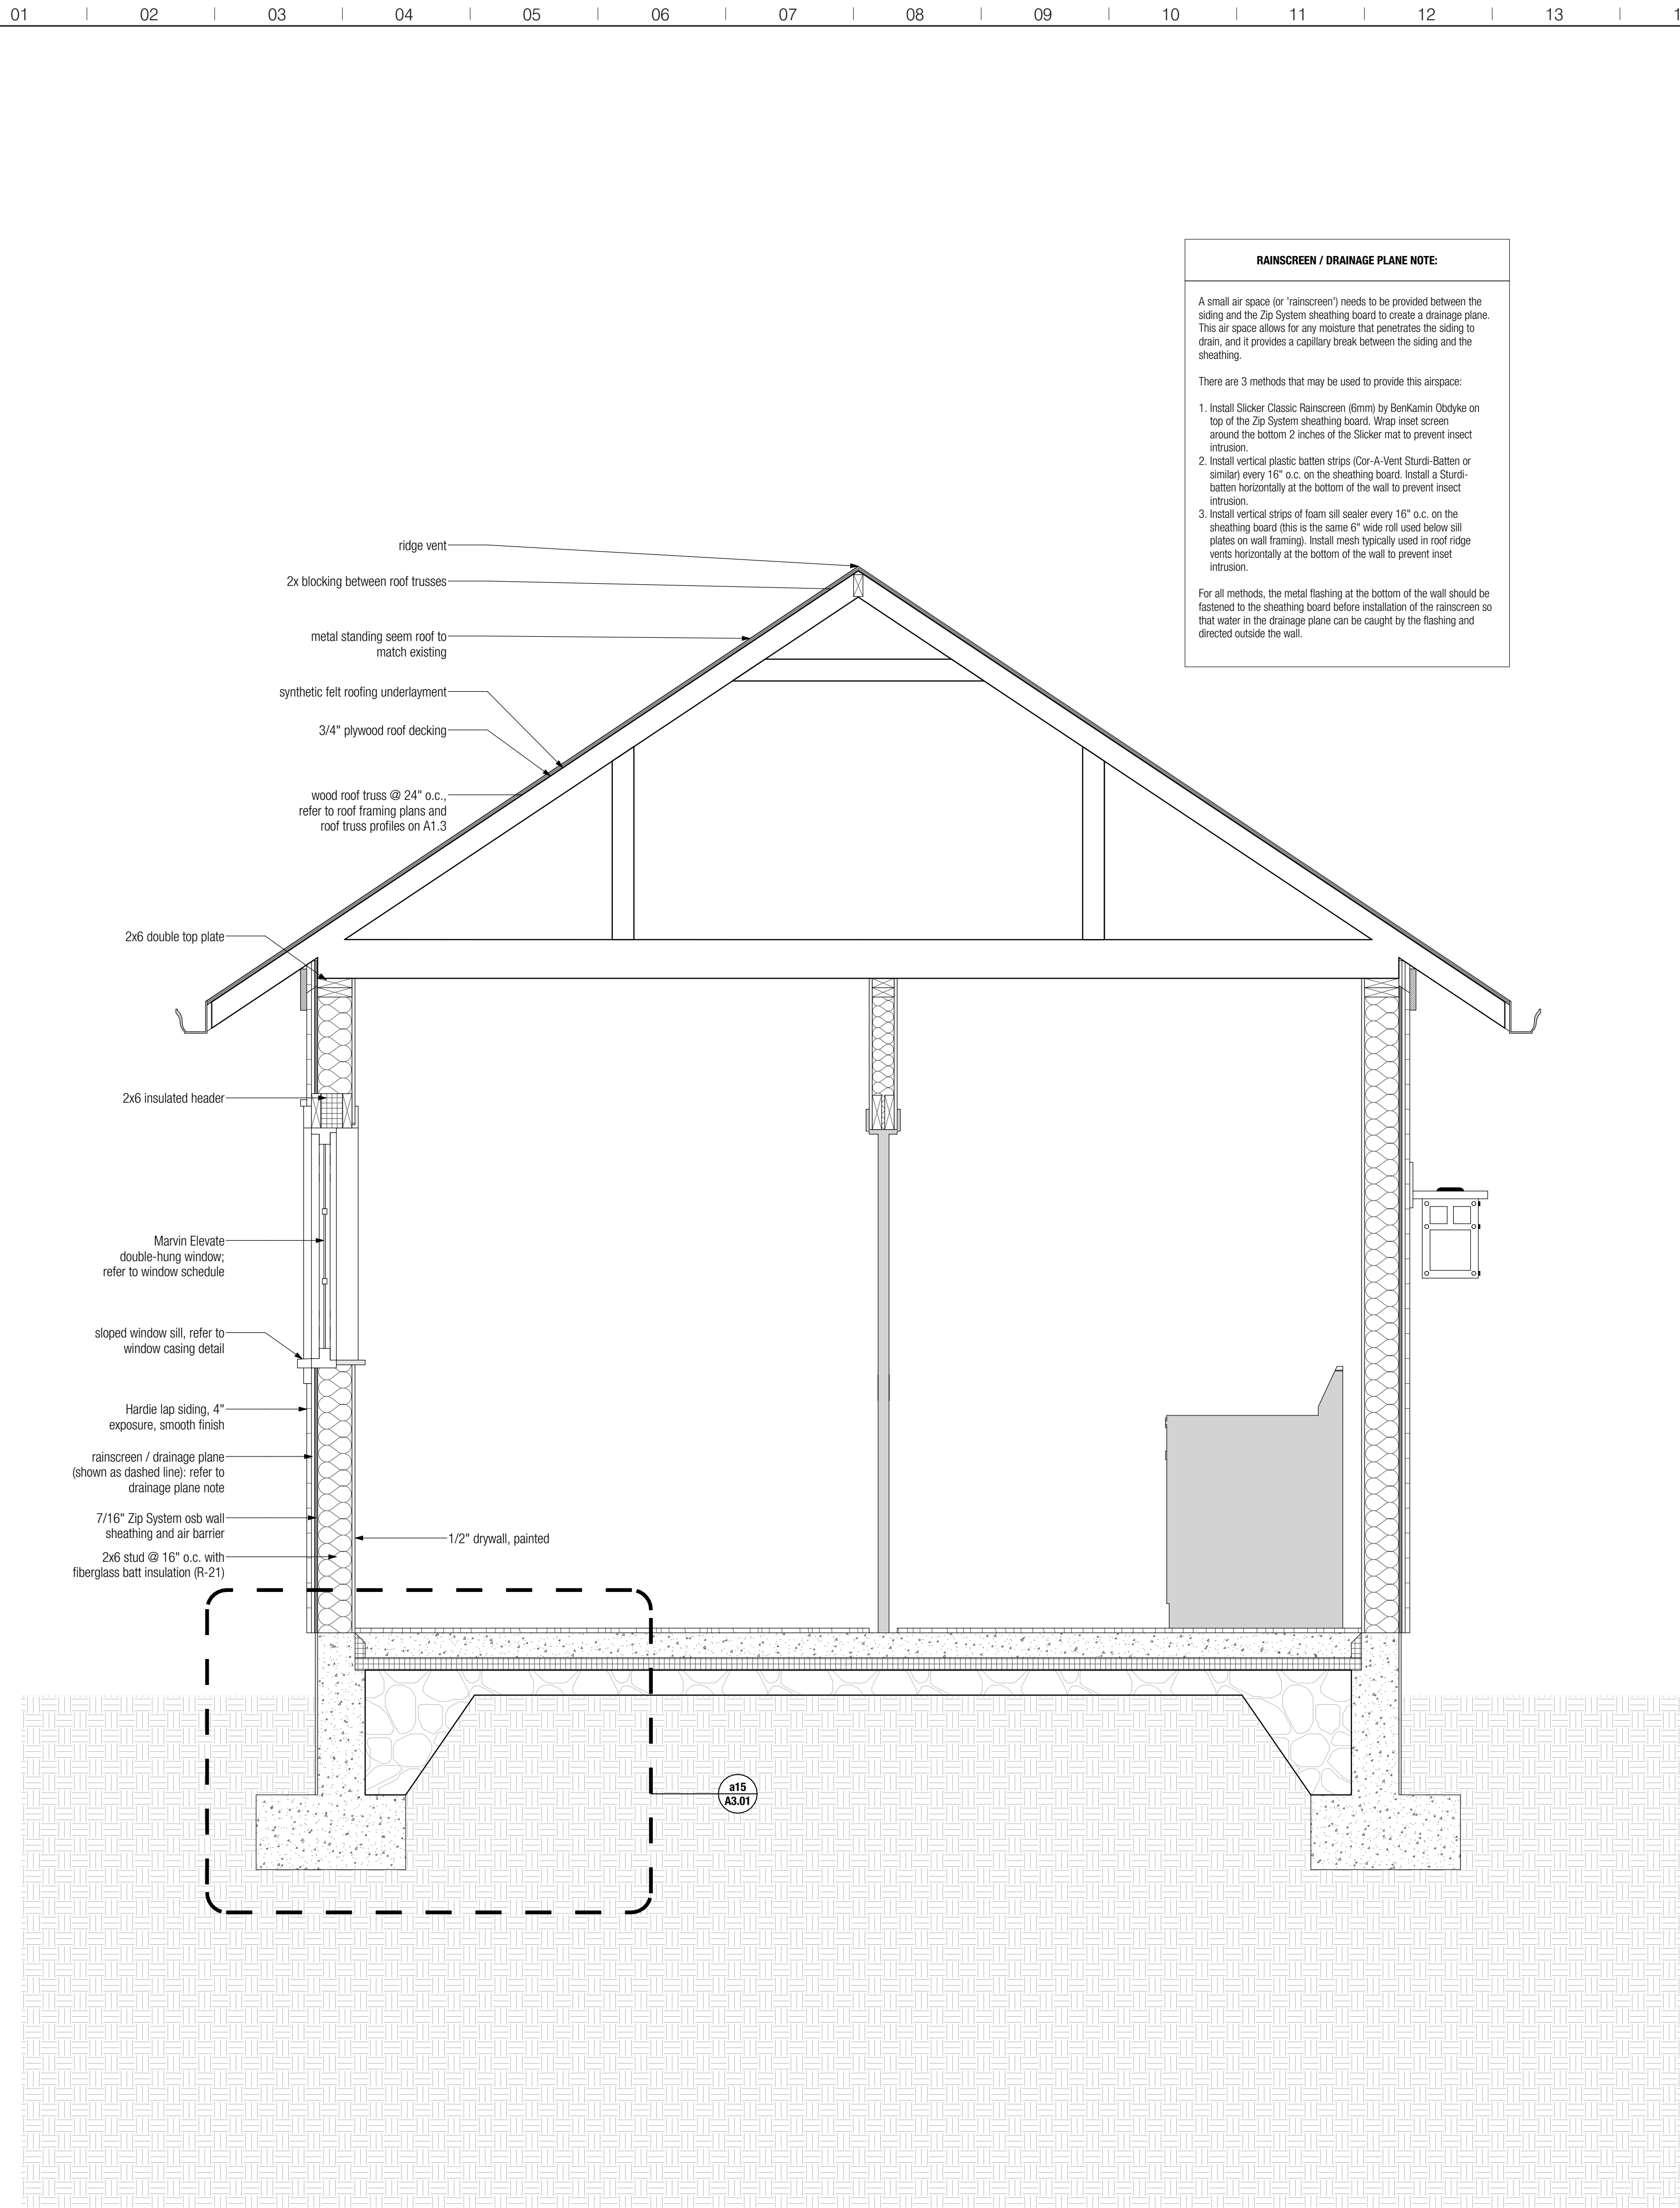 01 02 03 04 05 06 07 08 09 10 11 12 13
RAINSCREEN / DRAINAGE PLANE NOTE:
A small air space (or 'rainscreen') needs to be provided between the
siding and the Zip System sheathing board to create a drainage plane.
This air space allows for any moisture that penetrates the siding to
drain, and it provides a capillary break between the siding and the
sheathing.
There are 3 methods that may be used to provide this airspace:
1. Install Slicker Classic Rainscreen (6mm) by BenKamin Obdyke on
top of the Zip System sheathing board. Wrap inset screen
around the bottom 2 inches of the Slicker mat to prevent insect
intrusion.
2. Install vertical plastic batten strips (Cor-A-Vent Sturdi-Batten or
similar) every 16" o.c. on the sheathing board. Install a Sturdi-
batten horizontally at the bottom of the wall to prevent insect
intrusion.
3. Install vertical strips of foam sill sealer every 16" o.c. on the
sheathing board (this is the same 6" wide roll used below sill
plates on wall framing). Install mesh typically used in roof ridge
vents horizontally at the bottom of the wall to prevent inset
intrusion.
For all methods, the metal flashing at the bottom of the wall should be
fastened to the sheathing board before installation of the rainscreen so
that water in the drainage plane can be caught by the flashing and
directed outside the wall.
ridge vent
2x blocking between roof trusses
metal standing seem roof to
match existing
synthetic felt roofing underlayment
3/4" plywood roof decking
wood roof truss @ 24" o.c.,
refer to roof framing plans and
roof truss profiles on A1.3
2x6 double top plate
2x6 insulated header
Marvin Elevate
double-hung window;
refer to window schedule
sloped window sill, refer to
window casing detail
Hardie lap siding, 4"
exposure, smooth finish
rainscreen / drainage plane
(shown as dashed line): refer to
drainage plane note
7/16" Zip System osb wall
sheathing and air barrier
1/2" drywall, painted
2x6 stud @ 16" o.c. with
fiberglass batt insulation (R-21)
a15
A3.01